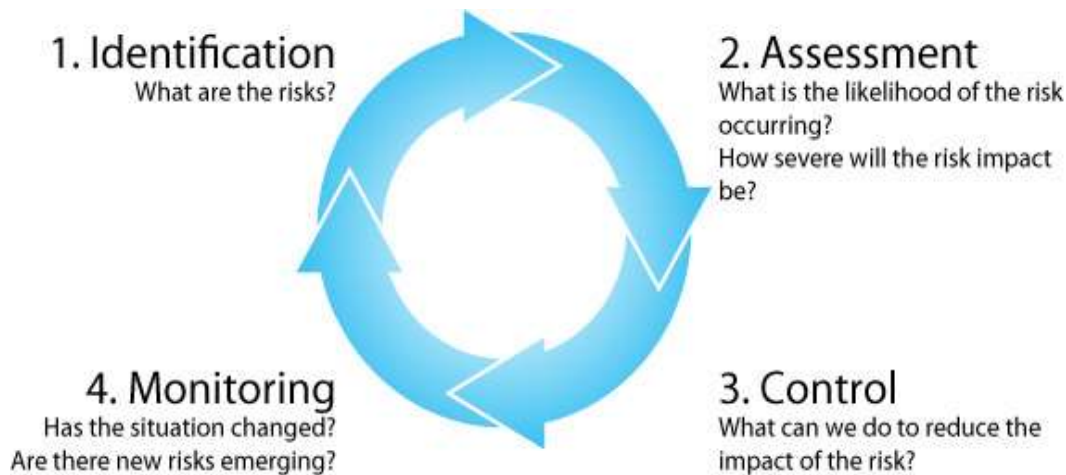 1. Identification
What are the risks?
2. Assessment
What is the likelihood of the risk
occurring?
How severe will the risk impact
be?
3. Control
What can we do to reduce the
impact of the risk?
4. Monitoring
Has the situation changed?
Are there new risks emerging?